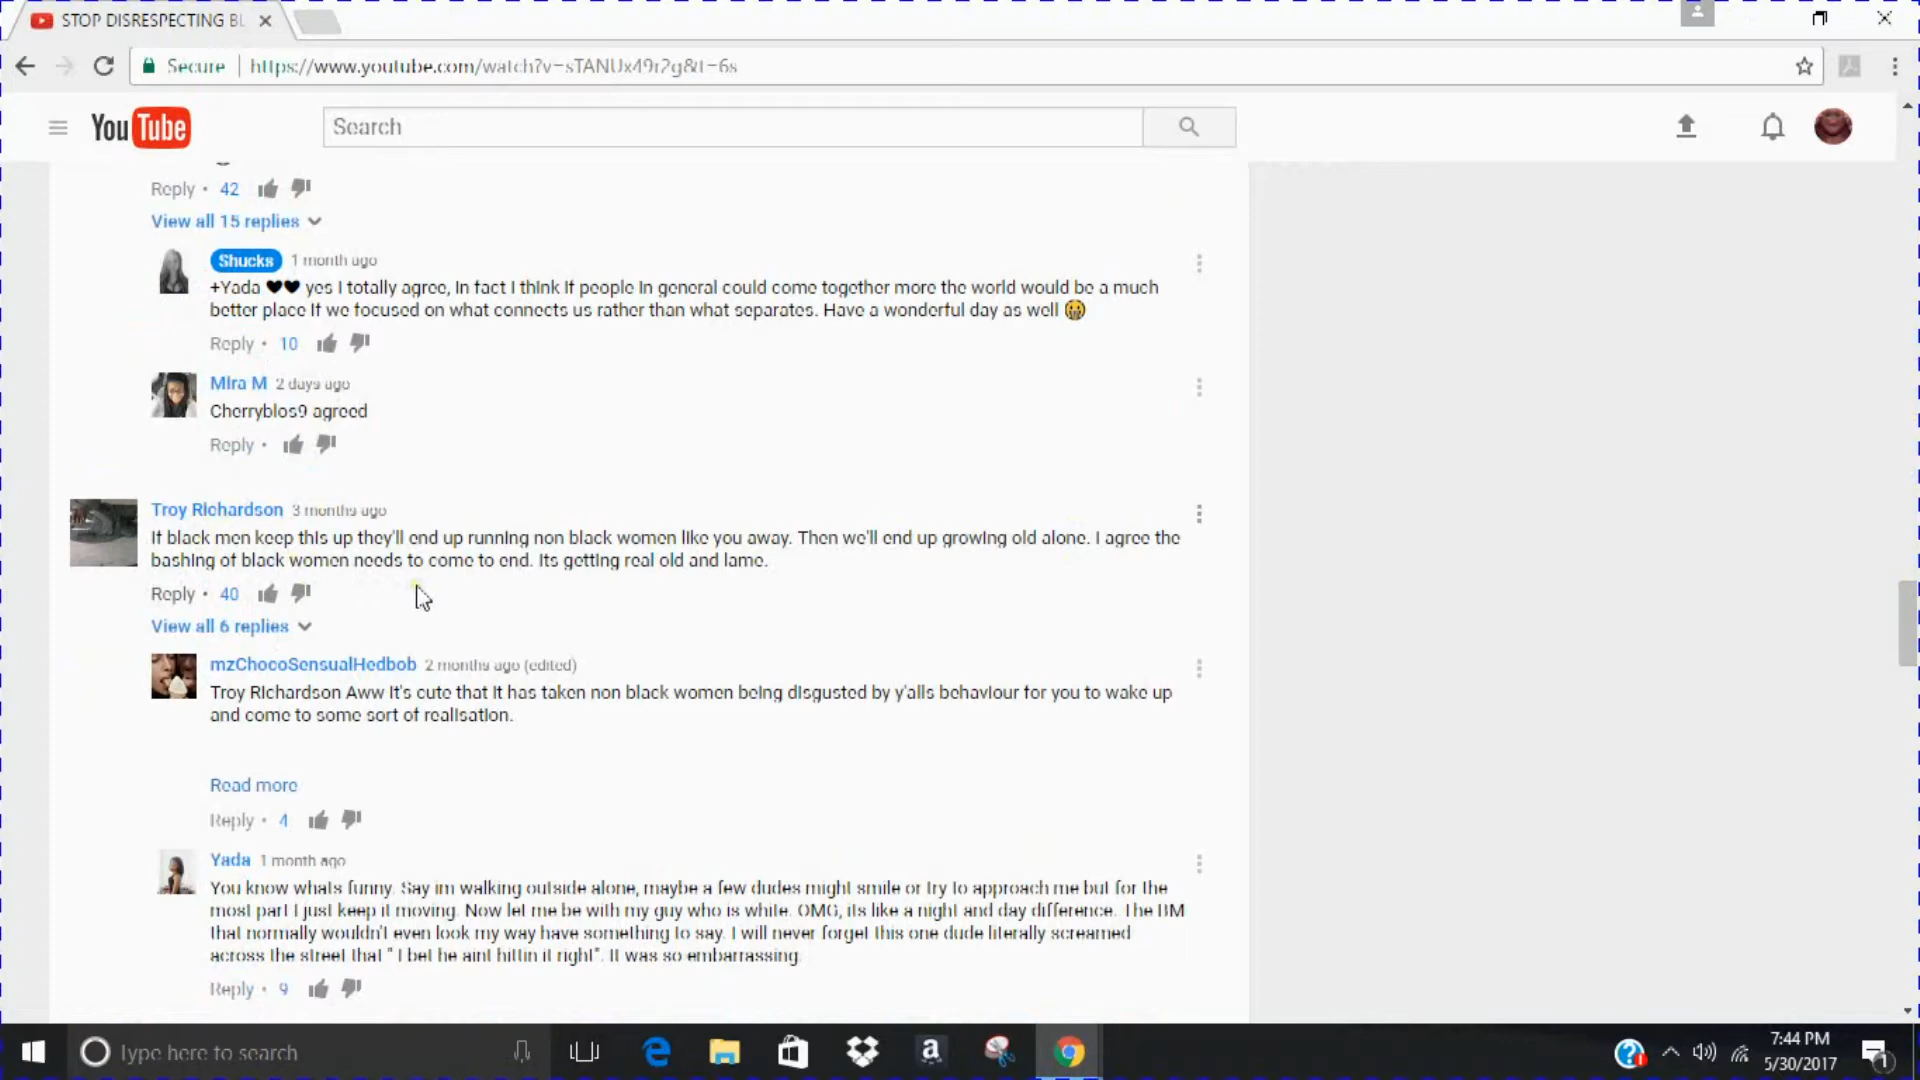 STOP DISRESPECTING BL
Secure https://www.youtube.com/watch?v=sTANUx49r2g&t=6s
YouTube
Search
Reply • 42
View all 15 replies
Shucks 1 month ago
+Yada ❤❤ yes I totally agree, In fact I think If people In general could come together more the world would be a much
better place If we focused on what connects us rather than what separates. Have a wonderful day as well 😭
Reply • 10
Mira M 2 days ago
Cherryblos9 agreed
Reply •
Troy Richardson 3 months ago
If black men keep this up they'll end up running non black women like you away. Then we'll end up growing old alone. I agree the
bashing of black women needs to come to end. Its getting real old and lame.
Reply • 40
View all 6 replies
mzChocoSensualHedbob 2 months ago (edited)
Troy Richardson Aww It's cute that It has taken non black women being disgusted by y'alls behaviour for you to wake up
and come to some sort of realisation.
Read more
Reply • 4
Yada 1 month ago
You know whats funny. Say im walking outside alone, maybe a few dudes might smile or try to approach me but for the
most part I just keep it moving. Now let me be with my guy who is white. OMG, its like a night and day difference. The BM
that normally wouldn't even look my way have something to say. I will never forget this one dude literally screamed
across the street that " I bet he aint hittin it right". It was so embarrassing.
Reply • 9
Type here to search
7:44 PM
5/30/2017
1